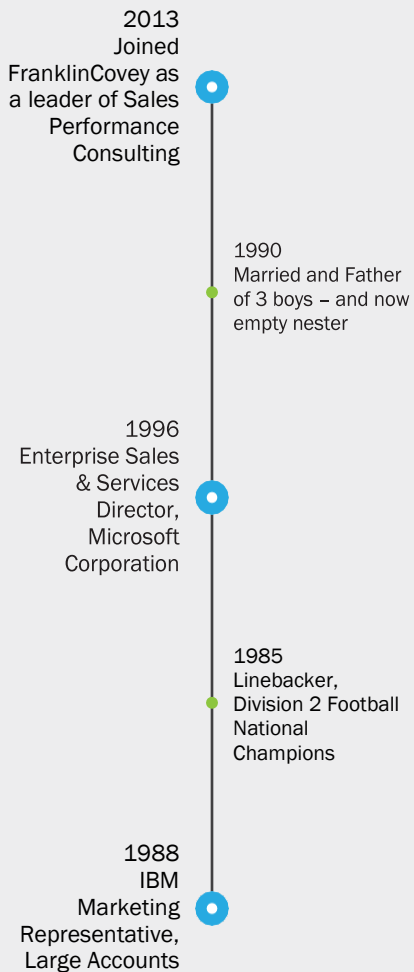 2013
Joined
FranklinCovey as
a leader of Sales
Performance
Consulting
1990
Married and Father
of 3 boys – and now
empty nester
1996
Enterprise Sales
& Services
Director,
Microsoft
Corporation
1985
Linebacker,
Division 2 Football
National
Champions
1988
IBM
Marketing
Representative,
Large Accounts